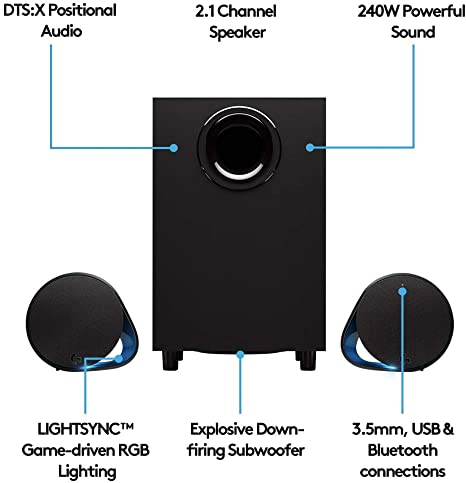 DTS:X Positional
Audio
2.1 Channel
Speaker
240W Powerful
Sound
LIGHTSYNC™
Game-driven RGB
Lighting
Explosive Down-
firing Subwoofer
3.5mm, USB &
Bluetooth
connections